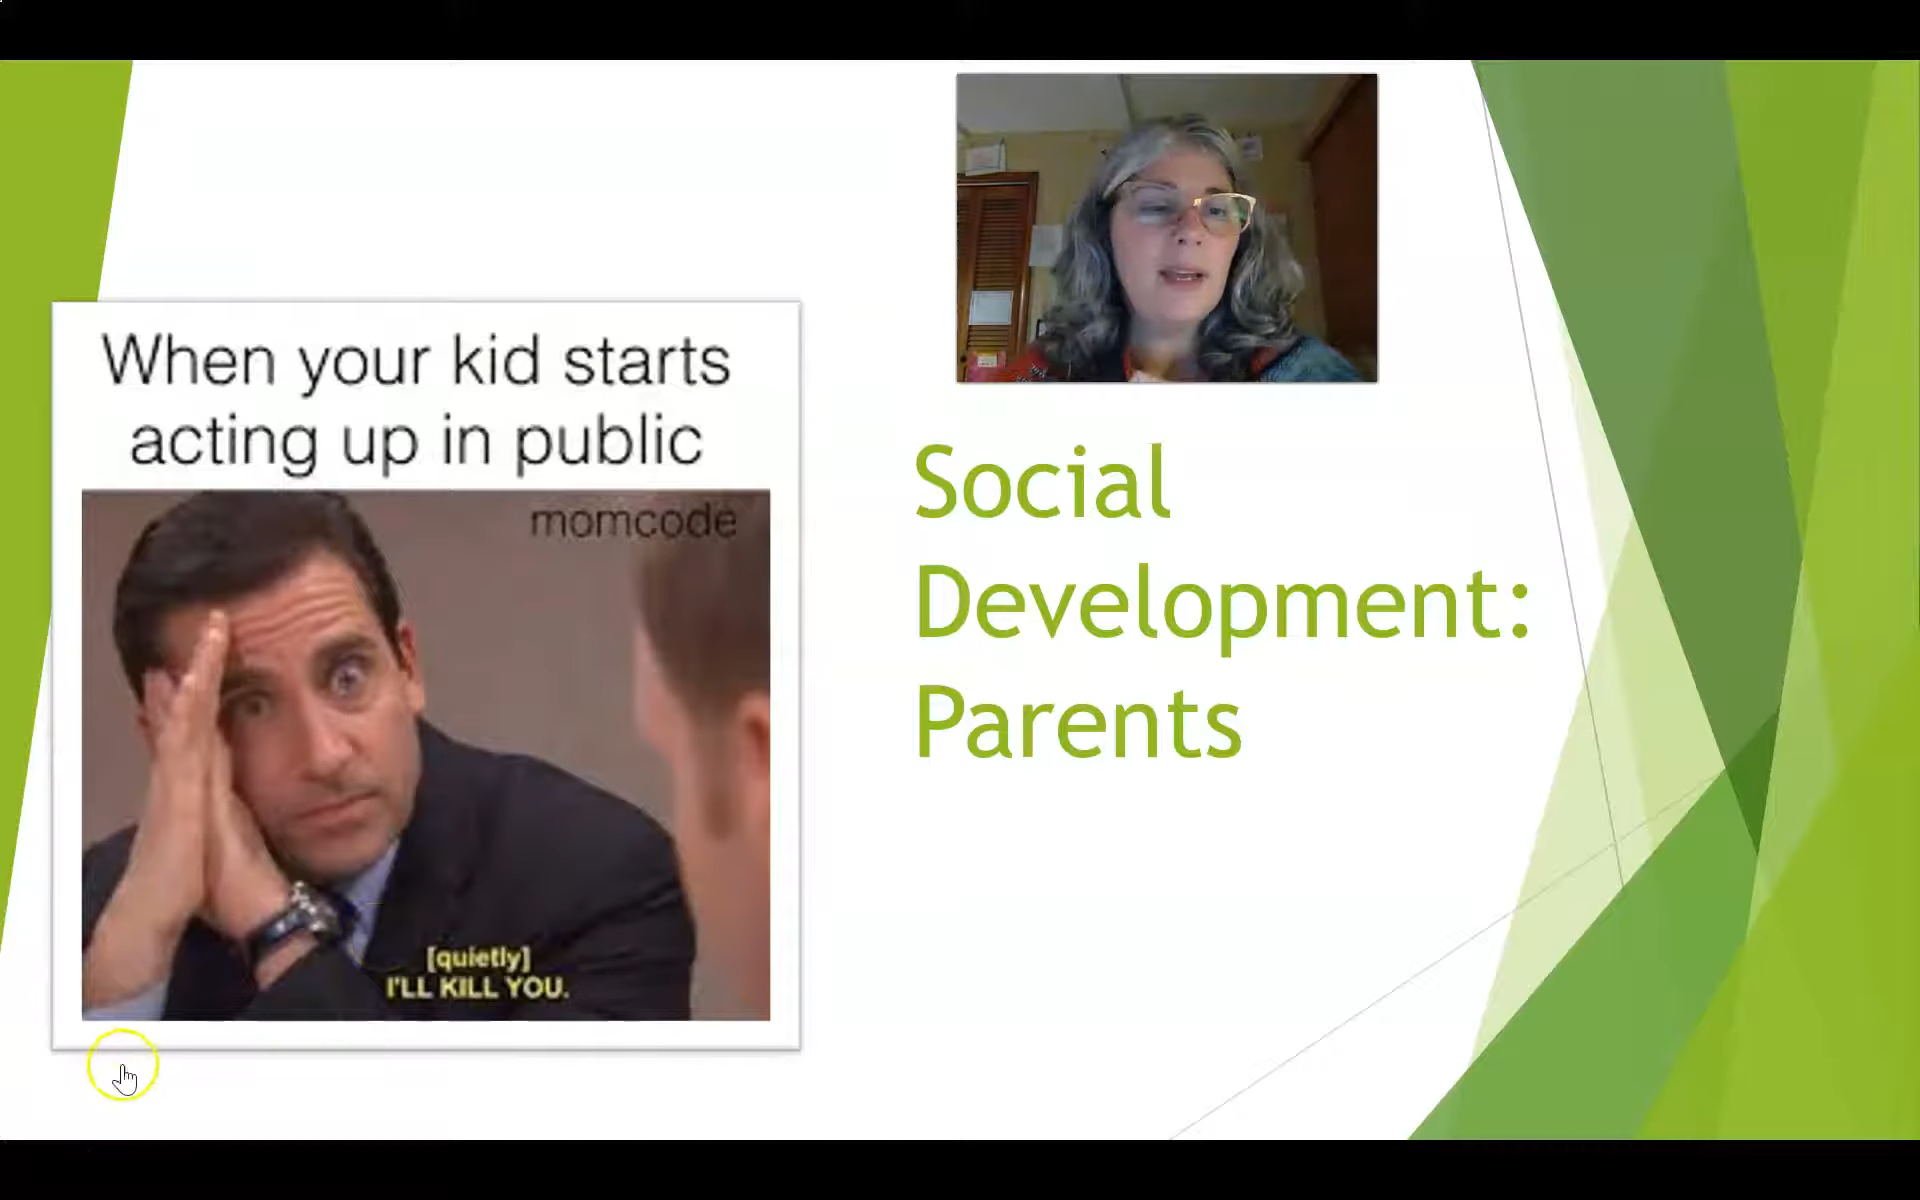 When your kid starts
acting up in public
momcode
[quietly]
I'LL KILL YOU.
Social
Development:
Parents